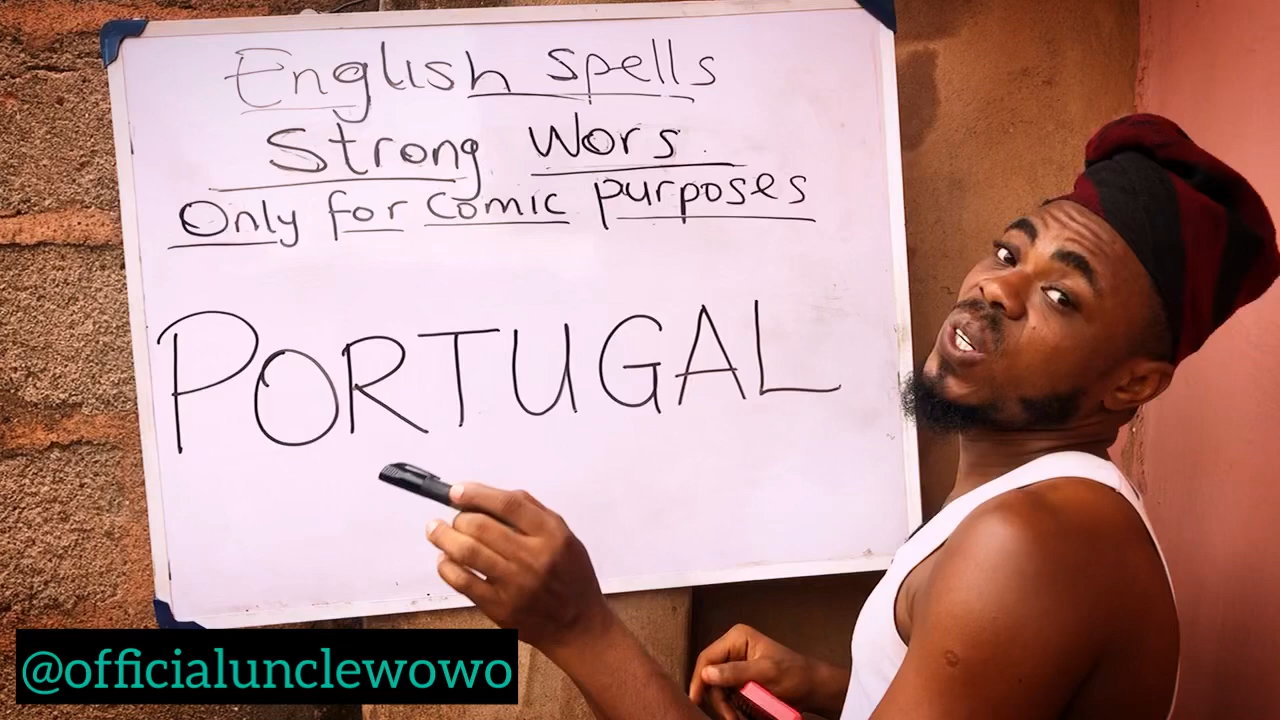 English spells
Strong Wors.
Only for comic purposes
PORTUGAL
@officialunclewowo